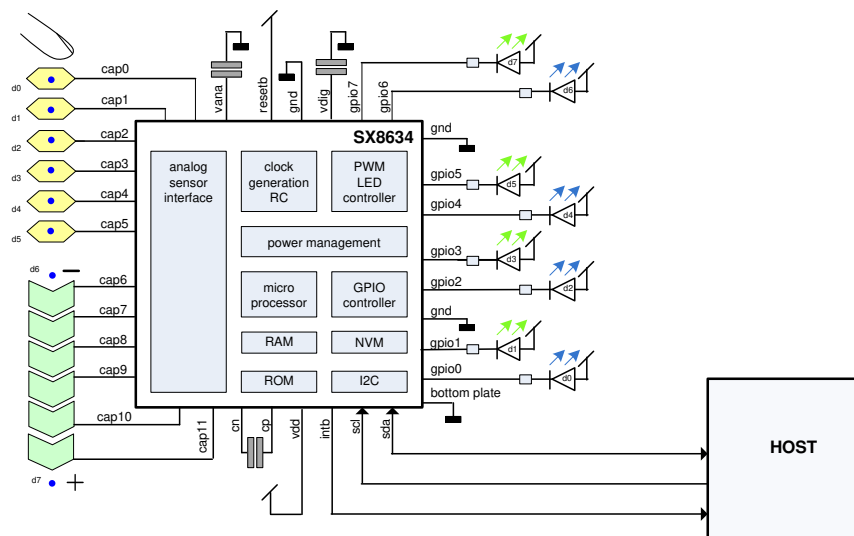 cap0
d0
cap1
d1
cap2
d2
cap3
d3
cap4
d4
cap5
d5
d6
−
cap6
cap7
cap8
cap9
cap10
cap11
d7
+
vana
resetb
gnd
vdig
gpio7
gpio6
d7
d6
SX8634
analog
sensor
interface
clock
generation
RC
PWM
LED
controller
power management
micro
processor
GPIO
controller
RAM
NVM
ROM
I2C
gnd
gpio5
d5
gpio4
d4
gpio3
d3
gpio2
d2
gnd
gpio1
d1
gpio0
d0
bottom plate
cn
cp
vdd
intb
scl
sda
HOST